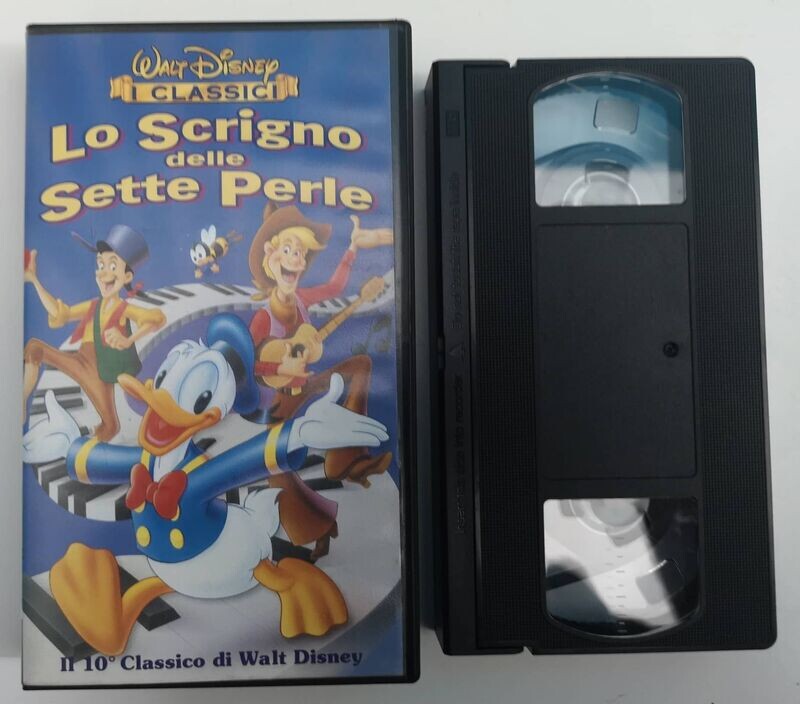 Walt Disney
I CLASSICI
Lo Scrigno
delle
Sette Perle
Il 10° Classico di Walt Disney